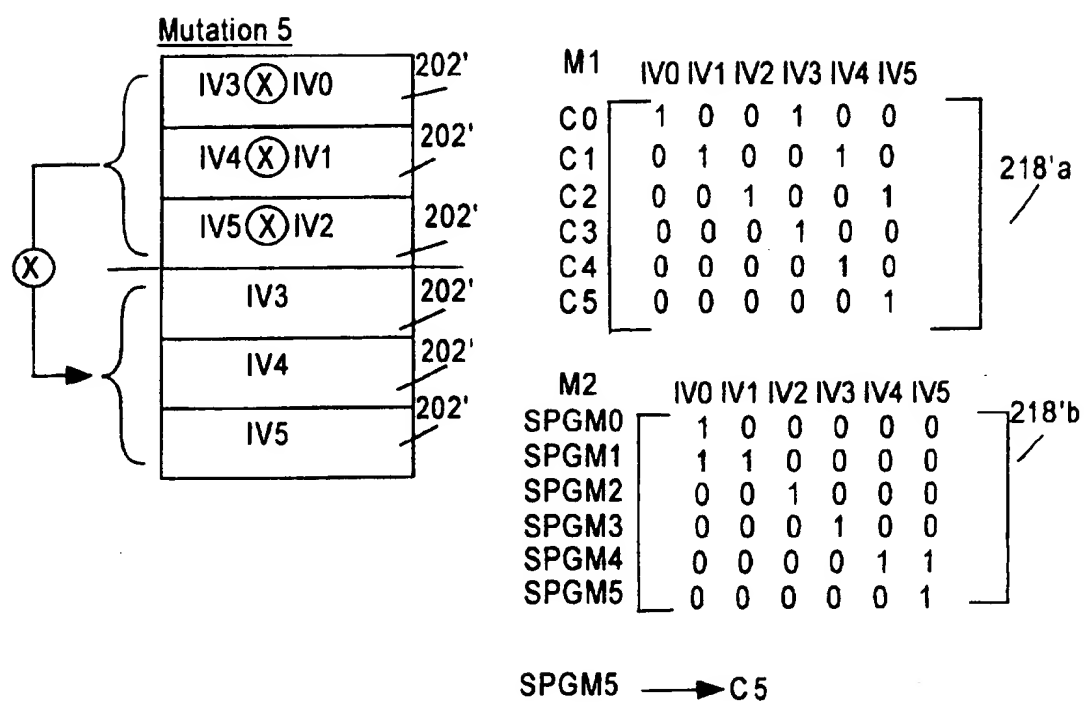 Mutation 5
IV3 X IV0 202'
IV4 X IV1 202'
IV5 X IV2 202'
X
IV3 202'
IV4 202'
IV5 202'
M1 IV0 IV1 IV2 IV3 IV4 IV5
C0 1 0 0 1 0 0
C1 0 1 0 0 1 0
C2 0 0 1 0 0 1
C3 0 0 0 1 0 0
C4 0 0 0 0 1 0
C5 0 0 0 0 0 1
218'a
M2 IV0 IV1 IV2 IV3 IV4 IV5
SPGM0 1 0 0 0 0 0
SPGM1 1 1 0 0 0 0
SPGM2 0 0 1 0 0 0
SPGM3 0 0 0 1 0 0
SPGM4 0 0 0 0 1 1
SPGM5 0 0 0 0 0 1
218'b
SPGM5 C5